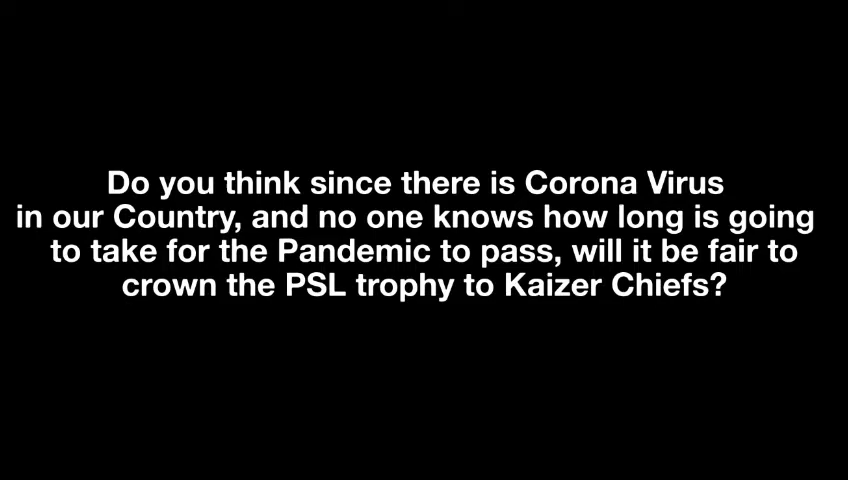 Do you think since there is Corona Virus
in our Country, and no one knows how long is going
to take for the Pandemic to pass, will it be fair to
crown the PSL trophy to Kaizer Chiefs?